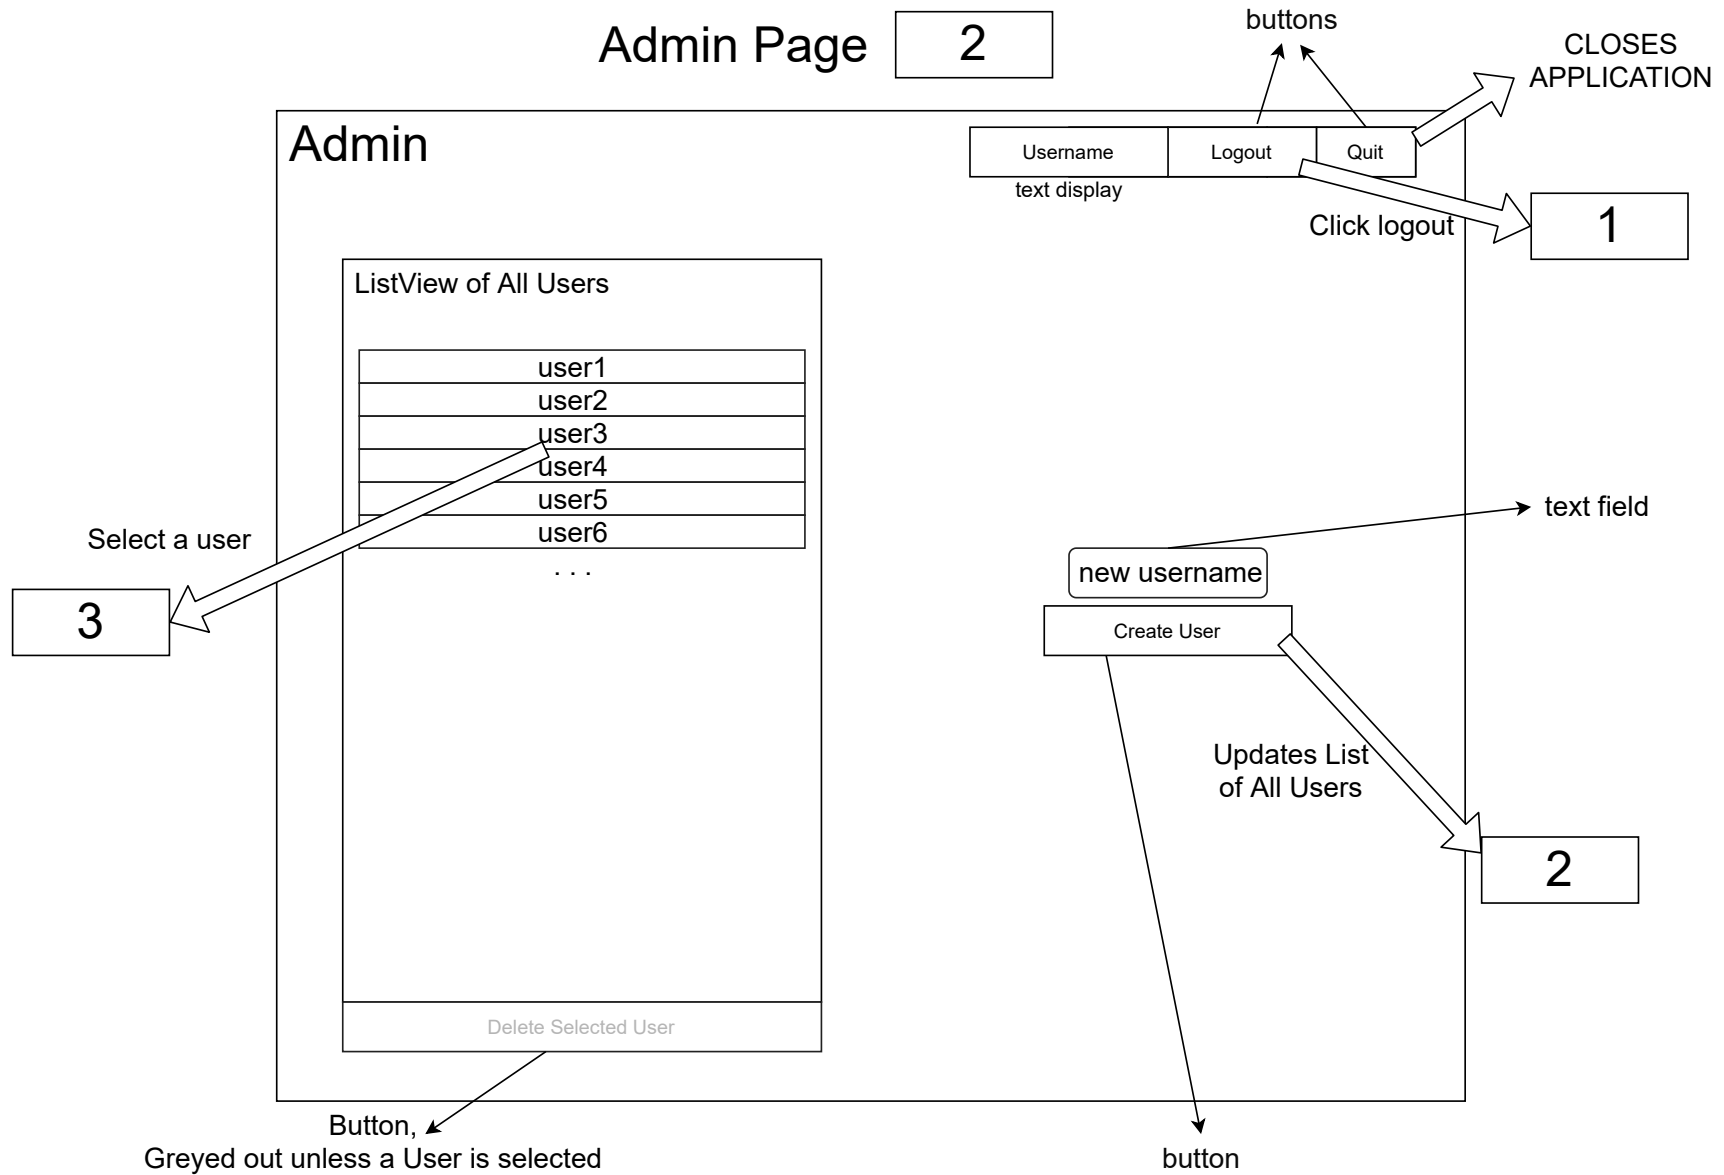 Admin Page
2
buttons
CLOSES
APPLICATION
Admin
Username
Logout
Quit
text display
Click logout
1
ListView of All Users
user1
user2
user3
user4
user5
user6
. . .
Select a user
3
text field
new username
Create User
Updates List
of All Users
2
Delete Selected User
Button,
Greyed out unless a User is selected
button